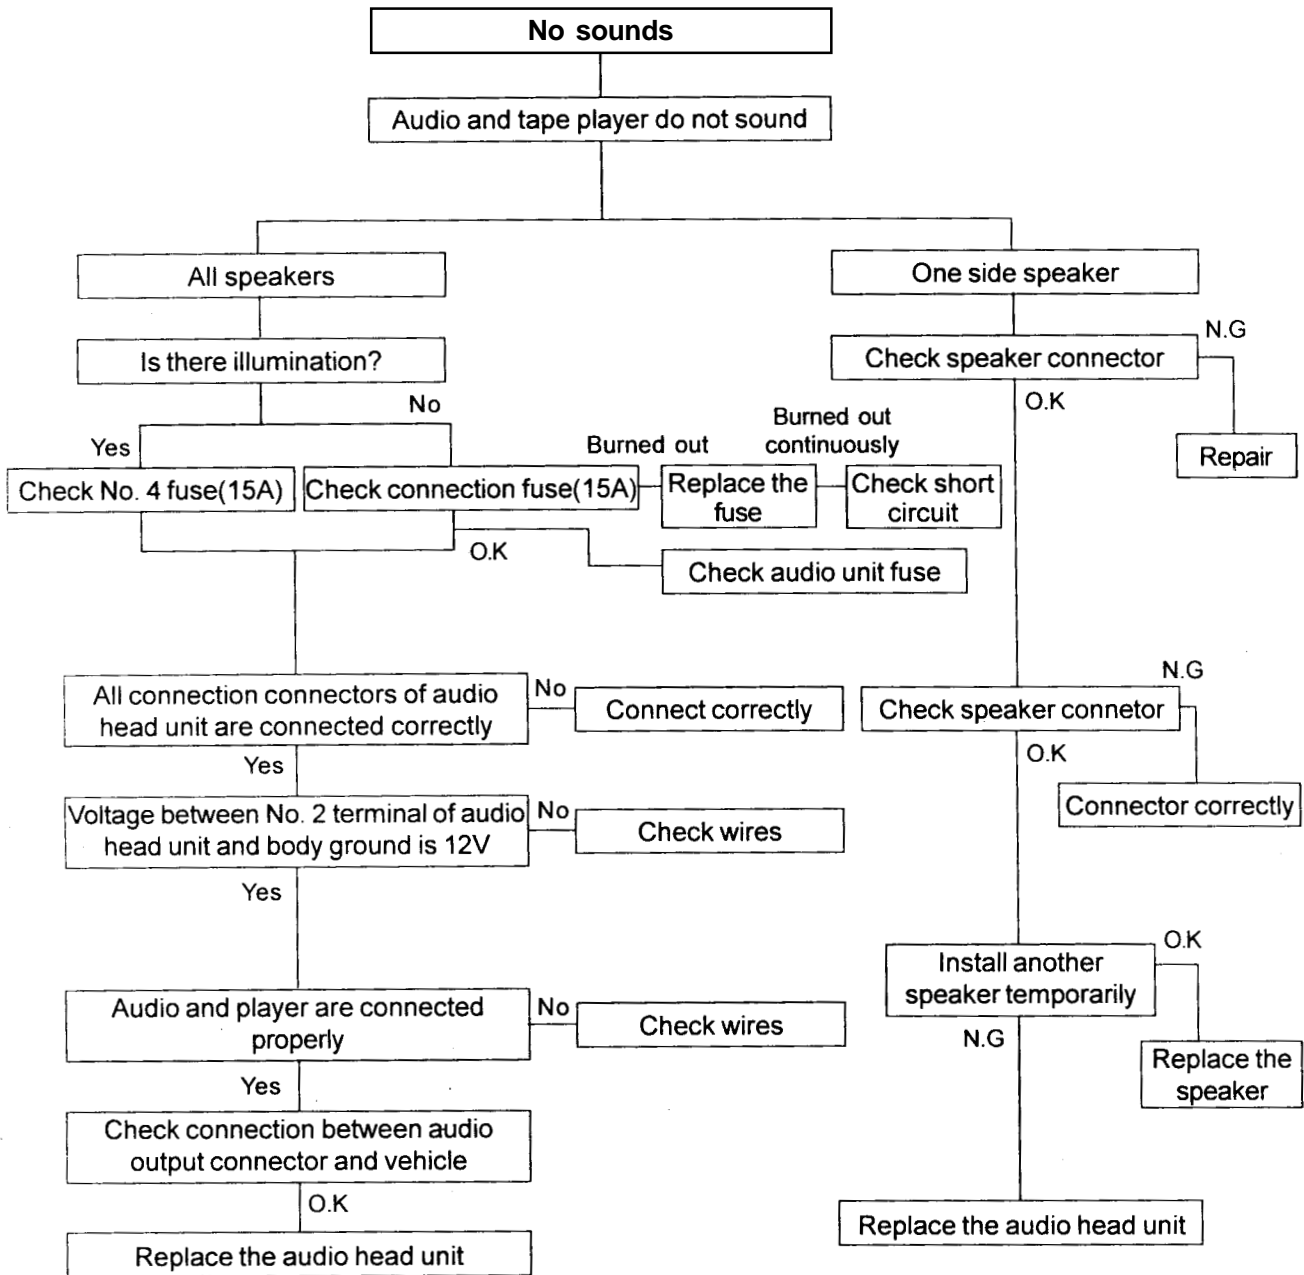 No sounds
Audio and tape player do not sound
All speakers
One side speaker
Is there illumination?
N.G
Check speaker connector
No
O.K
Yes
Burned out
Burned out
continuously
Repair
Check No. 4 fuse(15A)
Check connection fuse(15A)
Replace the
fuse
Check short
circuit
O.K
Check audio unit fuse
All connection connectors of audio
head unit are connected correctly
No
Connect correctly
N.G
Check speaker connetor
Yes
O.K
Connector correctly
Voltage between No. 2 terminal of audio
head unit and body ground is 12V
No
Check wires
Yes
Install another
speaker temporarily
O.K
N.G
Replace the
speaker
Audio and player are connected
properly
No
Check wires
Yes
Check connection between audio
output connector and vehicle
O.K
Replace the audio head unit
Replace the audio head unit